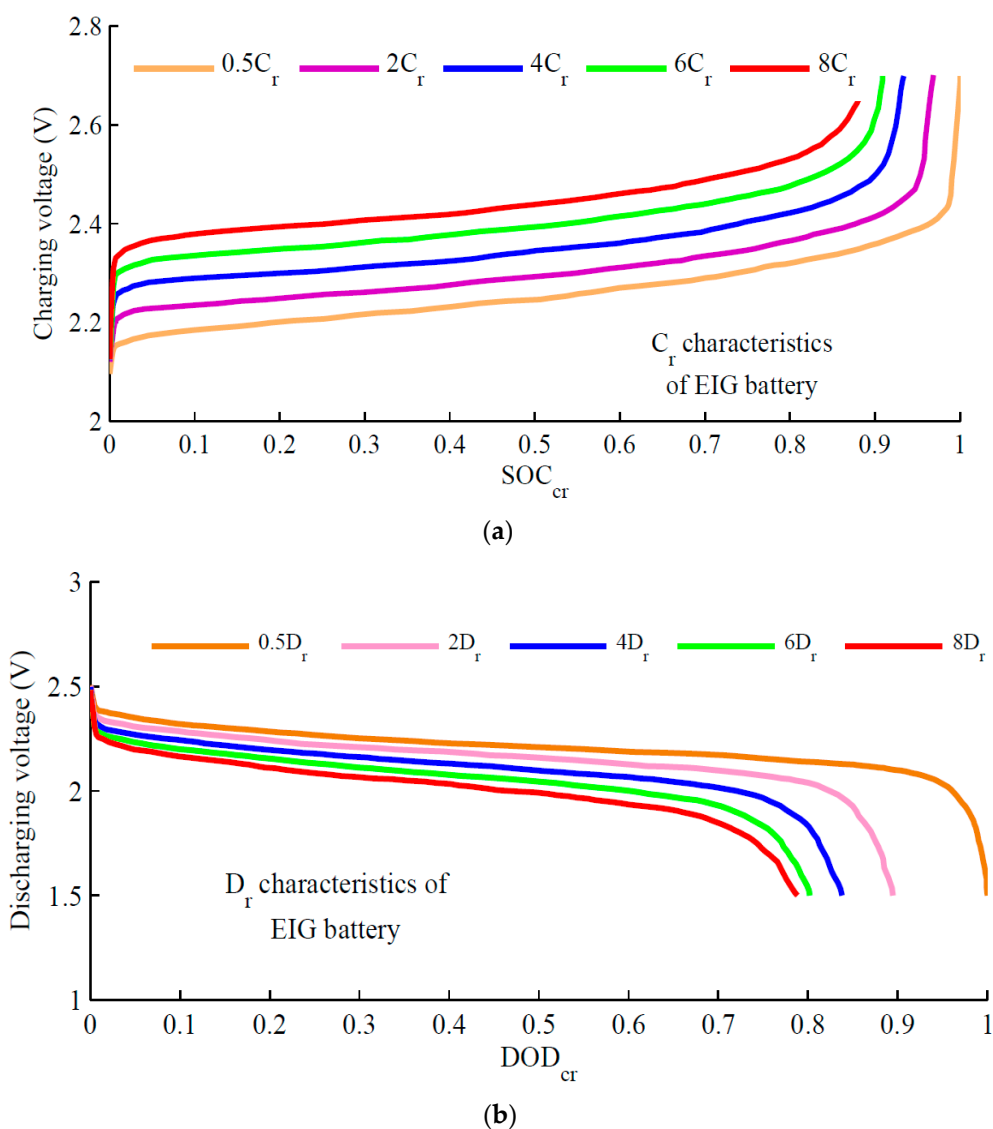 2.8
0.5Cr 2Cr 4Cr 6Cr 8Cr
2.6
2.4
2.2
2
Charging voltage (V)
Cr characteristics
of EIG battery
0 0.1 0.2 0.3 0.4 0.5 0.6 0.7 0.8 0.9 1
SOCcr
(a)
3
0.5Dr 2Dr 4Dr 6Dr 8Dr
2.5
2
1.5
1
Discharging voltage (V)
Dr characteristics of
EIG battery
0 0.1 0.2 0.3 0.4 0.5 0.6 0.7 0.8 0.9 1
DODcr
(b)